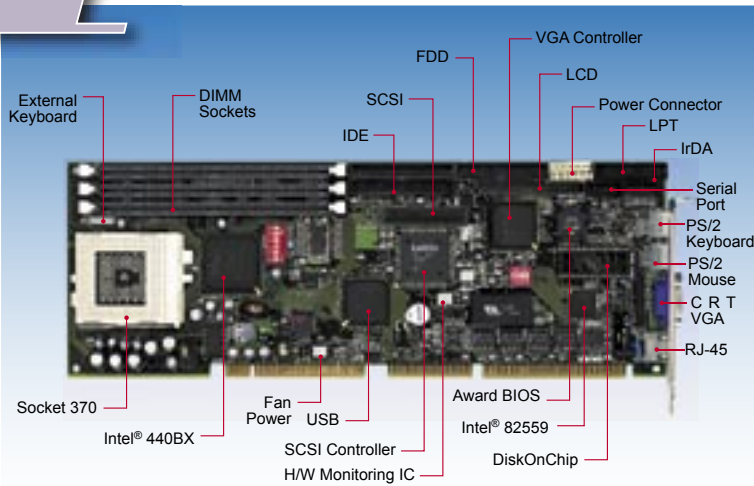 VGA Controller
FDD
LCD
External
Keyboard
DIMM
Sockets
SCSI
Power Connector
IDE
LPT
IrDA
Serial
Port
PS/2
Keyboard
PS/2
Mouse
C R T
VGA
RJ-45
Socket 370
Intel® 440BX
Fan
Power
USB
SCSI Controller
H/W Monitoring IC
Award BIOS
Intel® 82559
DiskOnChip